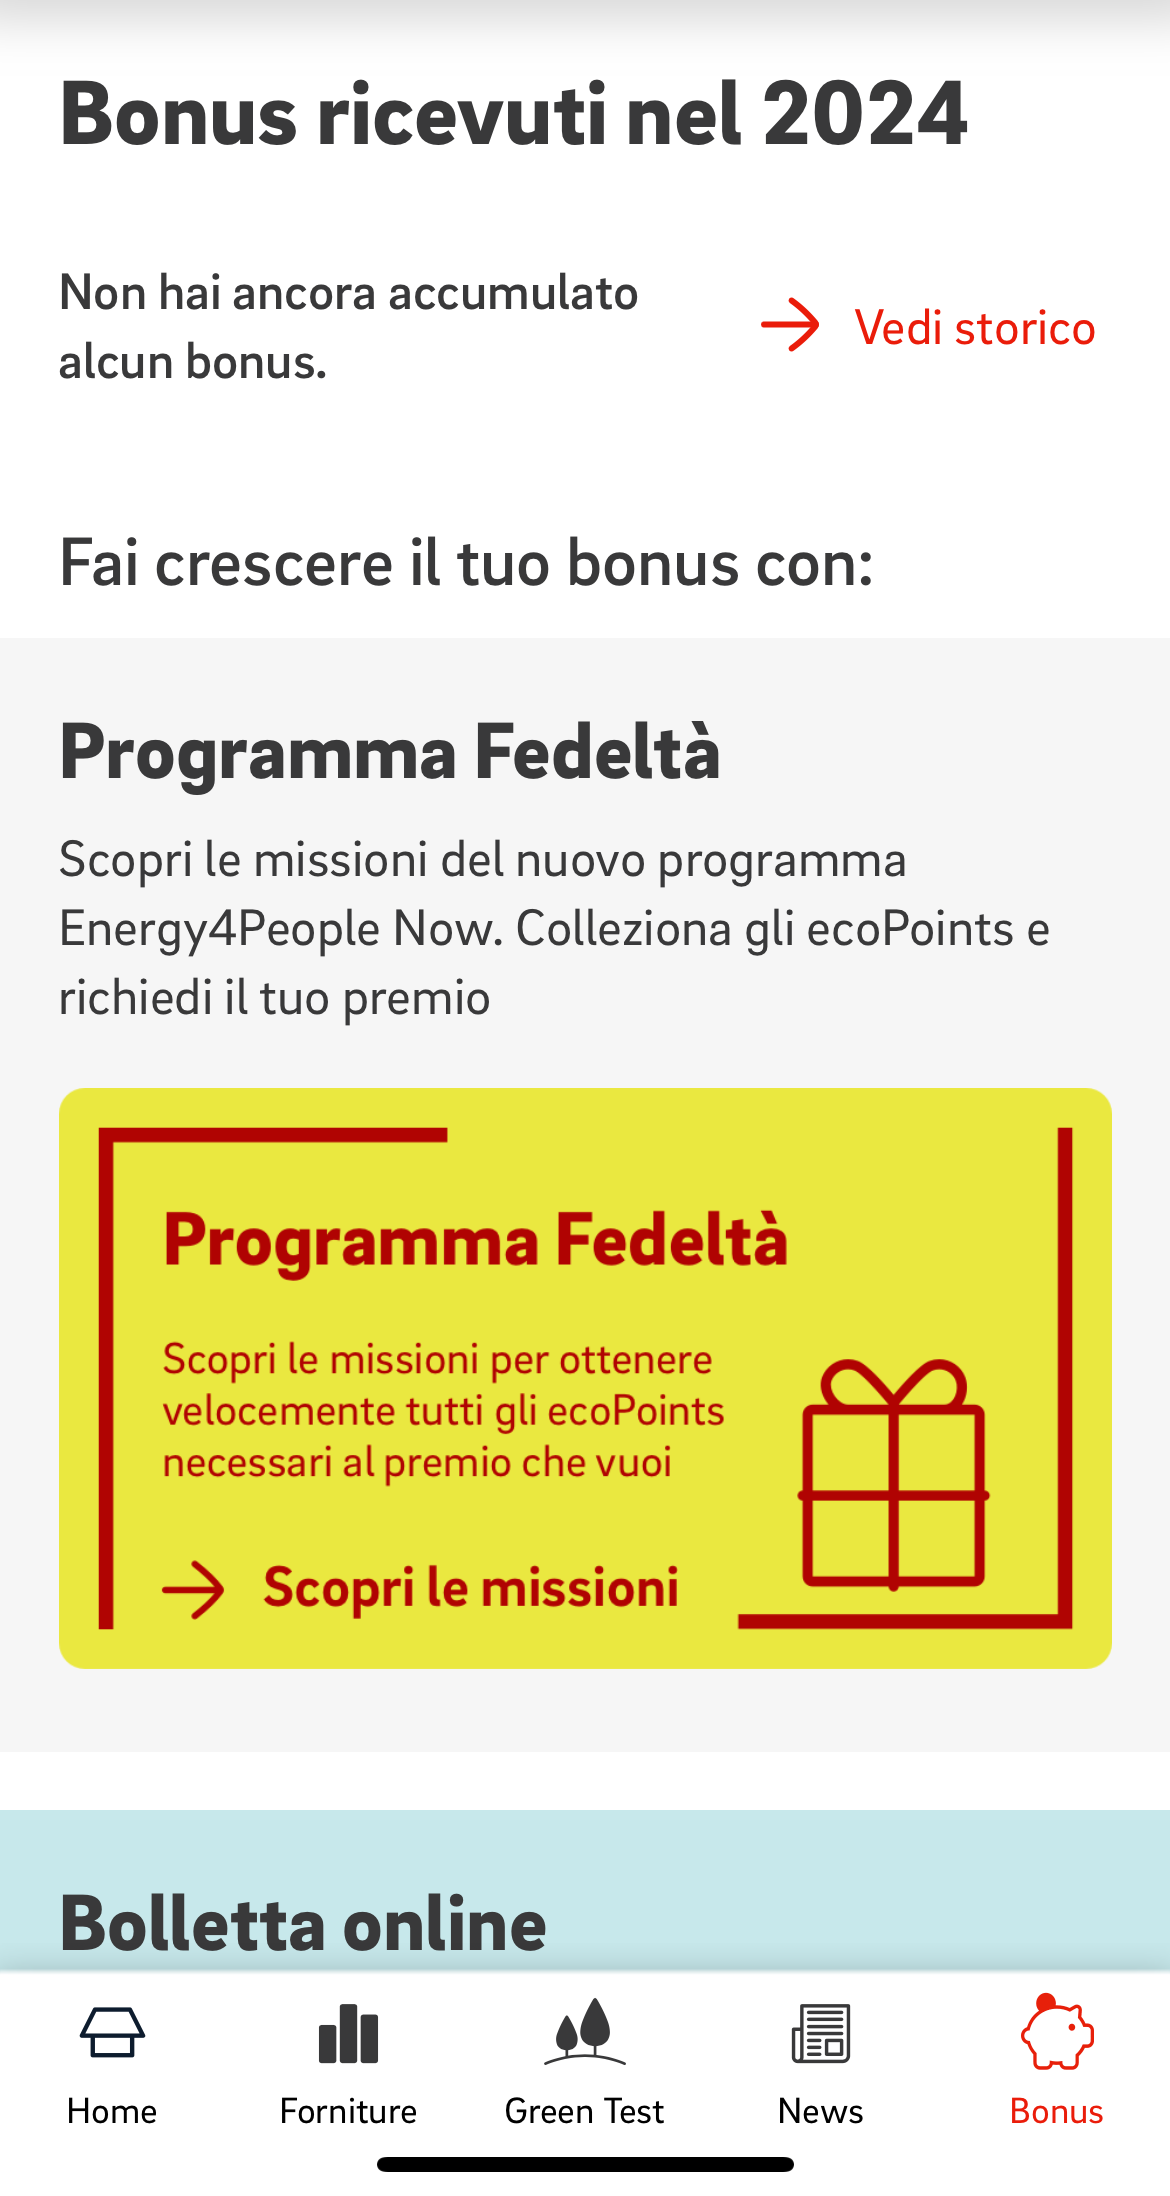 Bonus ricevuti nel 2024
Non hai ancora accumulato
alcun bonus.
Vedi storico
Fai crescere il tuo bonus con:
Programma Fedeltà
Scopri le missioni del nuovo programma
Energy4People Now. Colleziona gli ecoPoints e
richiedi il tuo premio
Programma Fedeltà
Scopri le missioni per ottenere
velocemente tutti gli ecoPoints
necessari al premio che vuoi
Scopri le missioni
Bolletta online
Home
Forniture
Green Test
News
Bonus